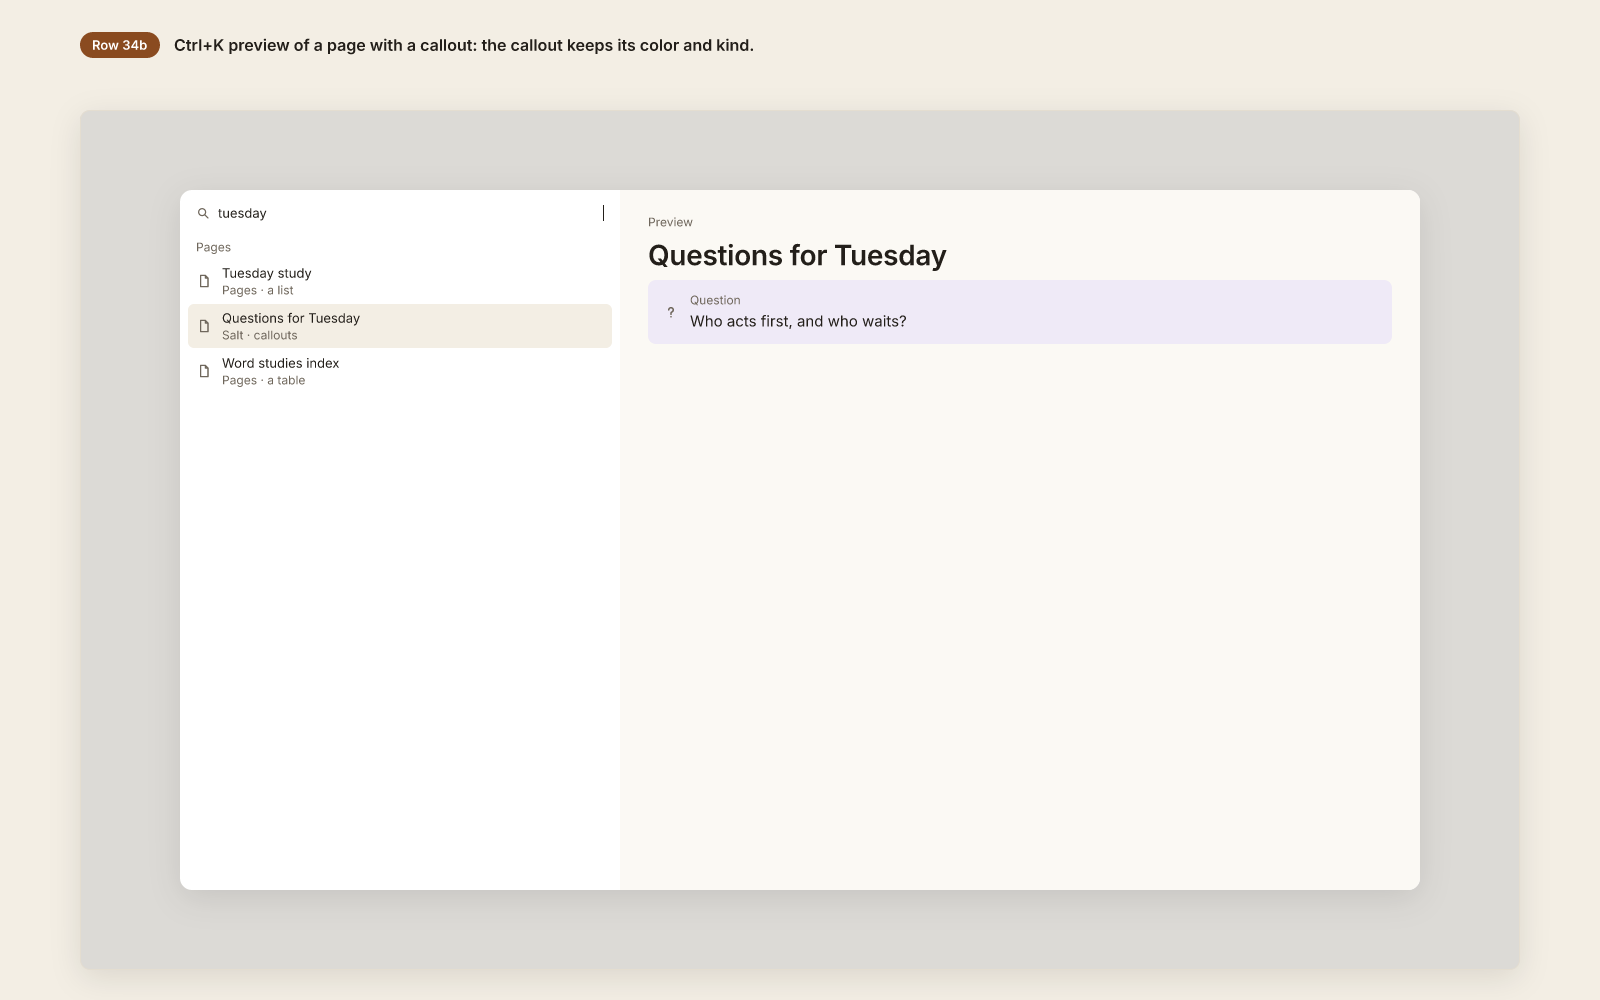 Row 34b
Ctrl+K preview of a page with a callout: the callout keeps its color and kind.
tuesday
Pages
Tuesday study
Pages · a list
Questions for Tuesday
Salt · callouts
Word studies index
Pages · a table
Preview
Questions for Tuesday
Question
?
Who acts first, and who waits?